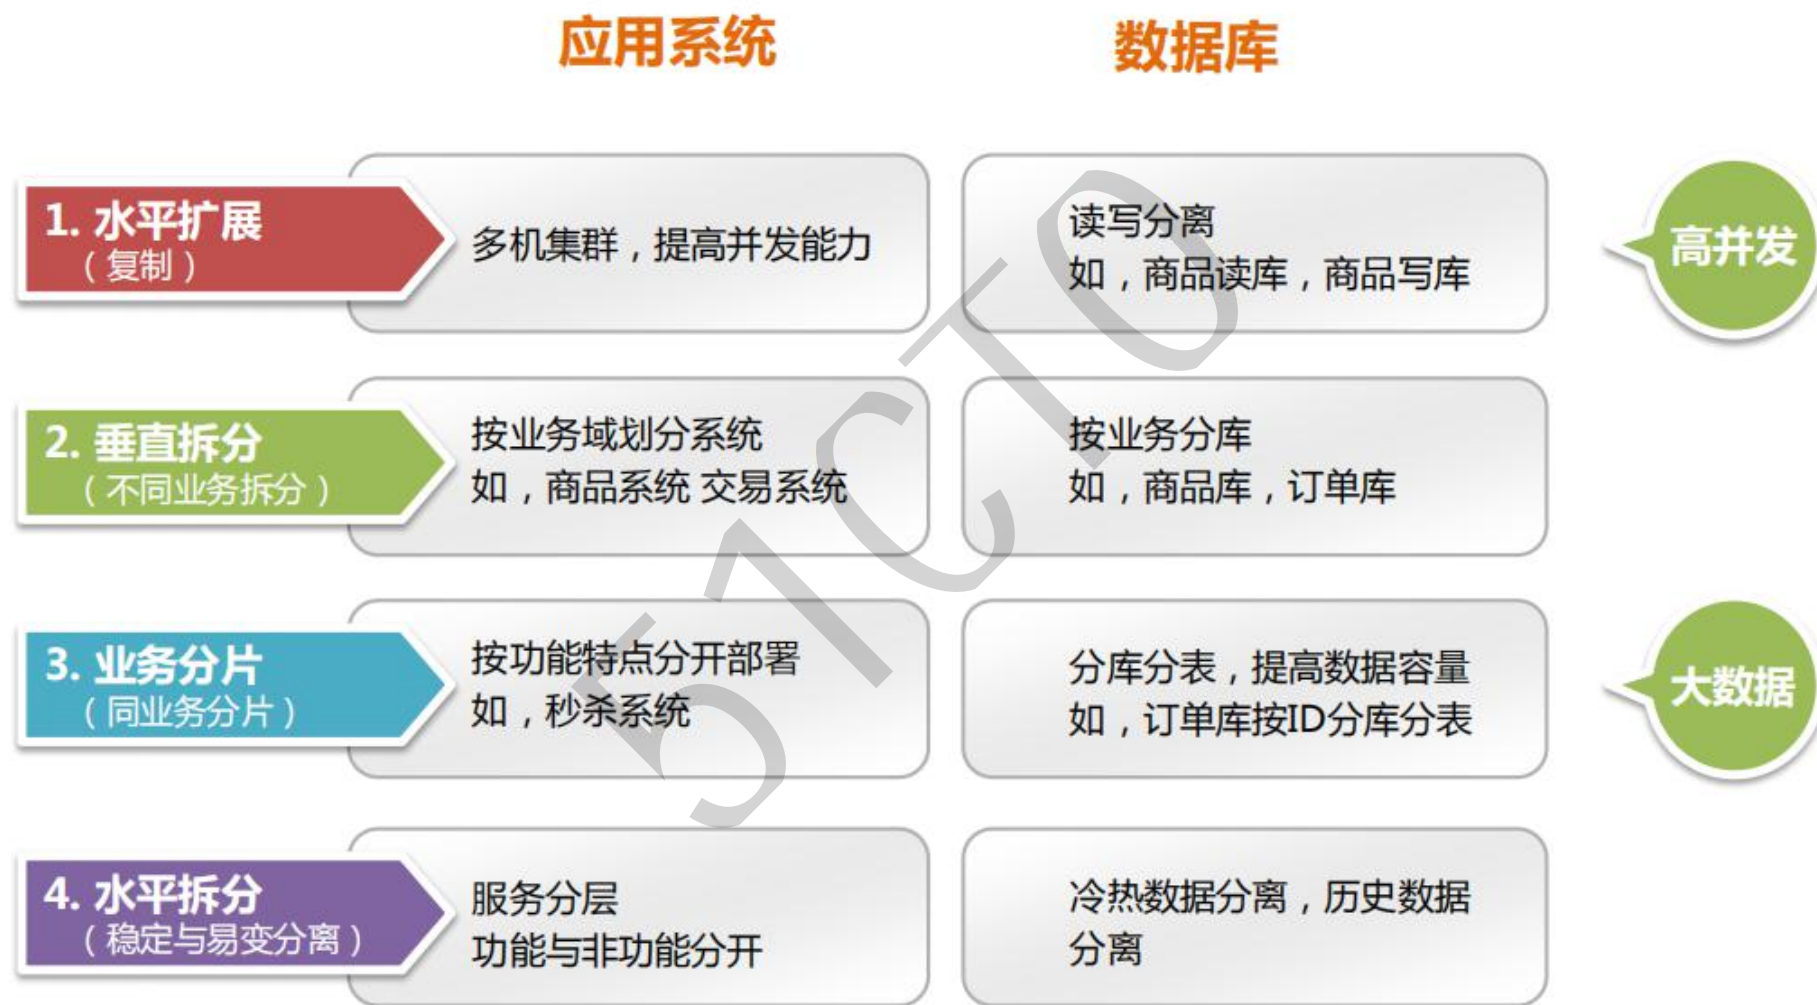 应用系统
数据库
1. 水平扩展
（复制）
多机集群，提高并发能力
读写分离
如，商品读库，商品写库
高并发
2. 垂直拆分
（不同业务拆分）
按业务域划分系统
如，商品系统 交易系统
按业务分库
如，商品库，订单库
3. 业务分片
（同业务分片）
按功能特点分开部署
如，秒杀系统
分库分表，提高数据容量
如，订单库按ID分库分表
大数据
4. 水平拆分
（稳定与易变分离）
服务分层
功能与非功能分开
冷热数据分离，历史数据
分离
51CTO